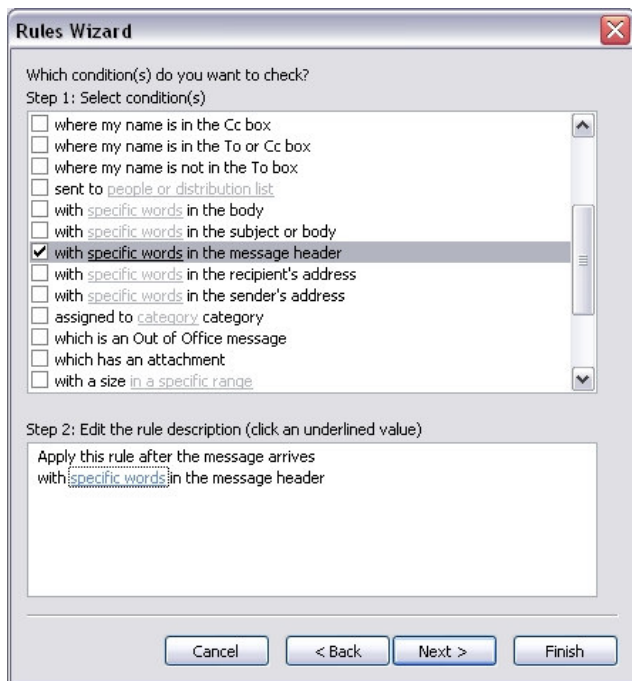 Rules Wizard
Which condition(s) do you want to check?
Step 1: Select condition(s)
where my name is in the Cc box
where my name is in the To or Cc box
where my name is not in the To box
sent to people or distribution list
with specific words in the body
with specific words in the subject or body
with specific words in the message header
with specific words in the recipient's address
with specific words in the sender's address
assigned to category category
which is an Out of Office message
which has an attachment
with a size in a specific range
Step 2: Edit the rule description (click an underlined value)
Apply this rule after the message arrives
with specific words in the message header
Cancel
< Back
Next >
Finish